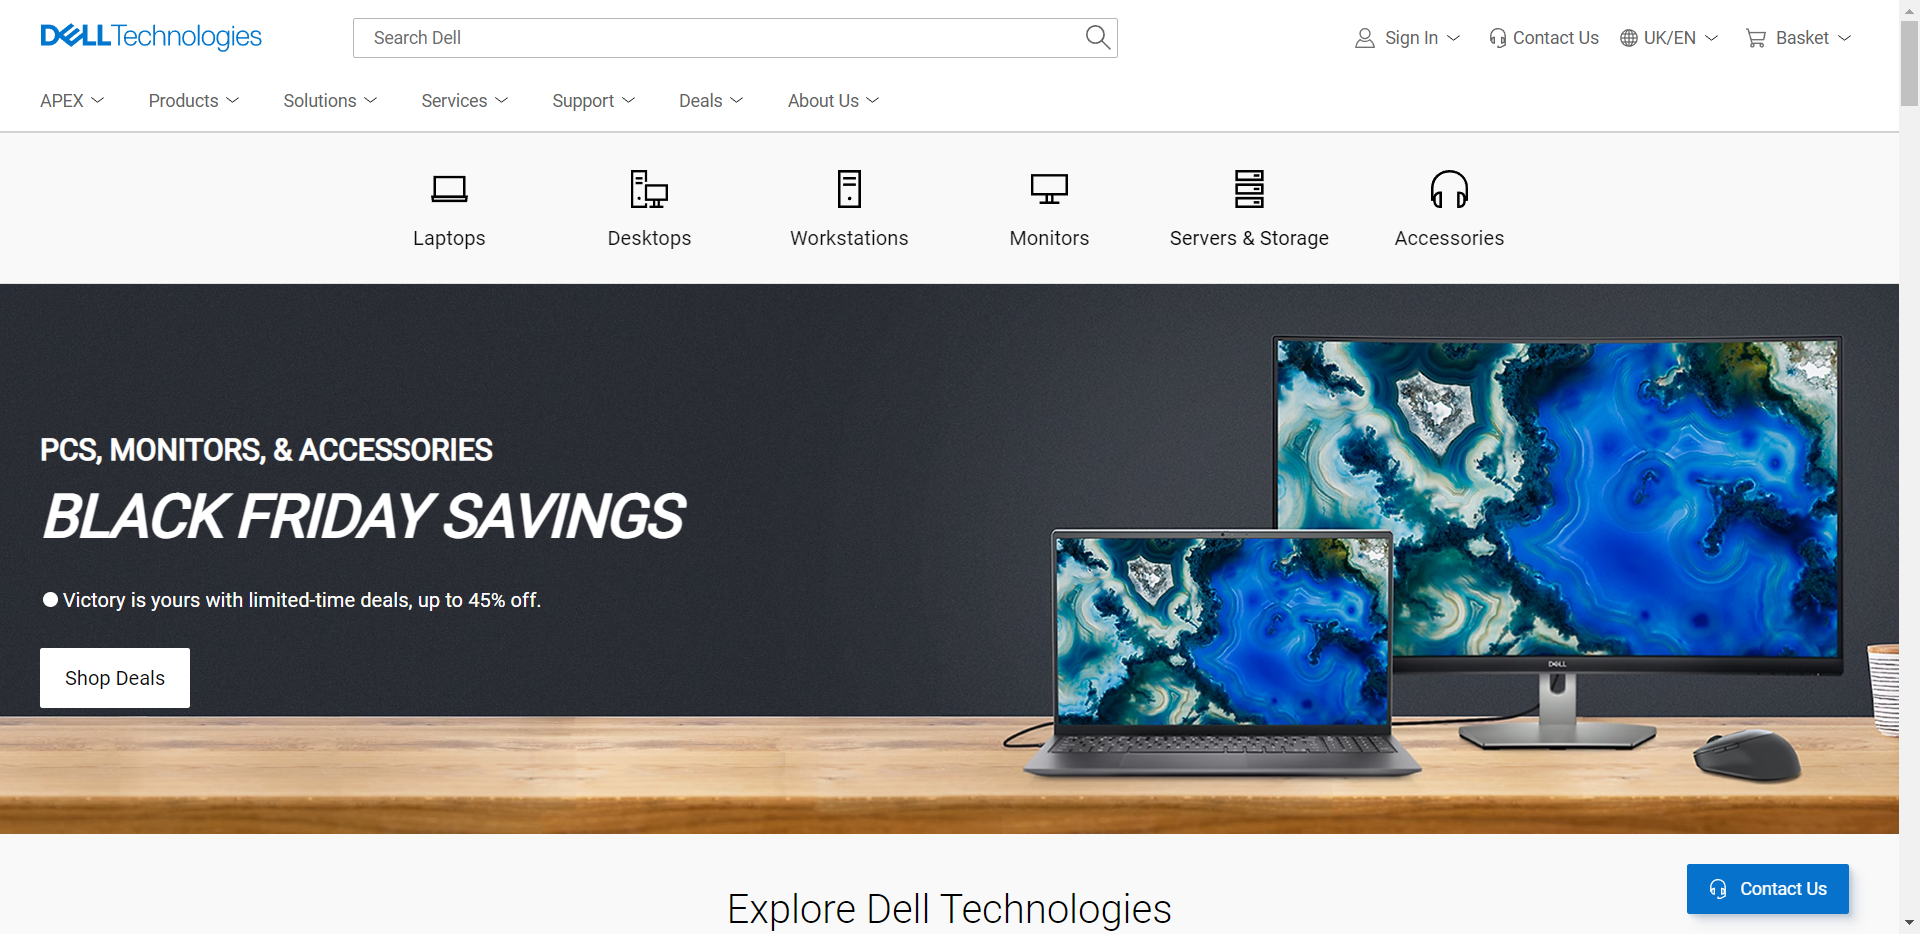 DELLTechnologies
Search Dell
Sign In
Contact Us
UK/EN
Basket
APEX
Products
Solutions
Services
Support
Deals
About Us
Laptops
Desktops
Workstations
Monitors
Servers & Storage
Accessories
PCS, MONITORS, & ACCESSORIES
BLACK FRIDAY SAVINGS
Victory is yours with limited-time deals, up to 45% off.
Shop Deals
DELL
Explore Dell Technologies
Contact Us